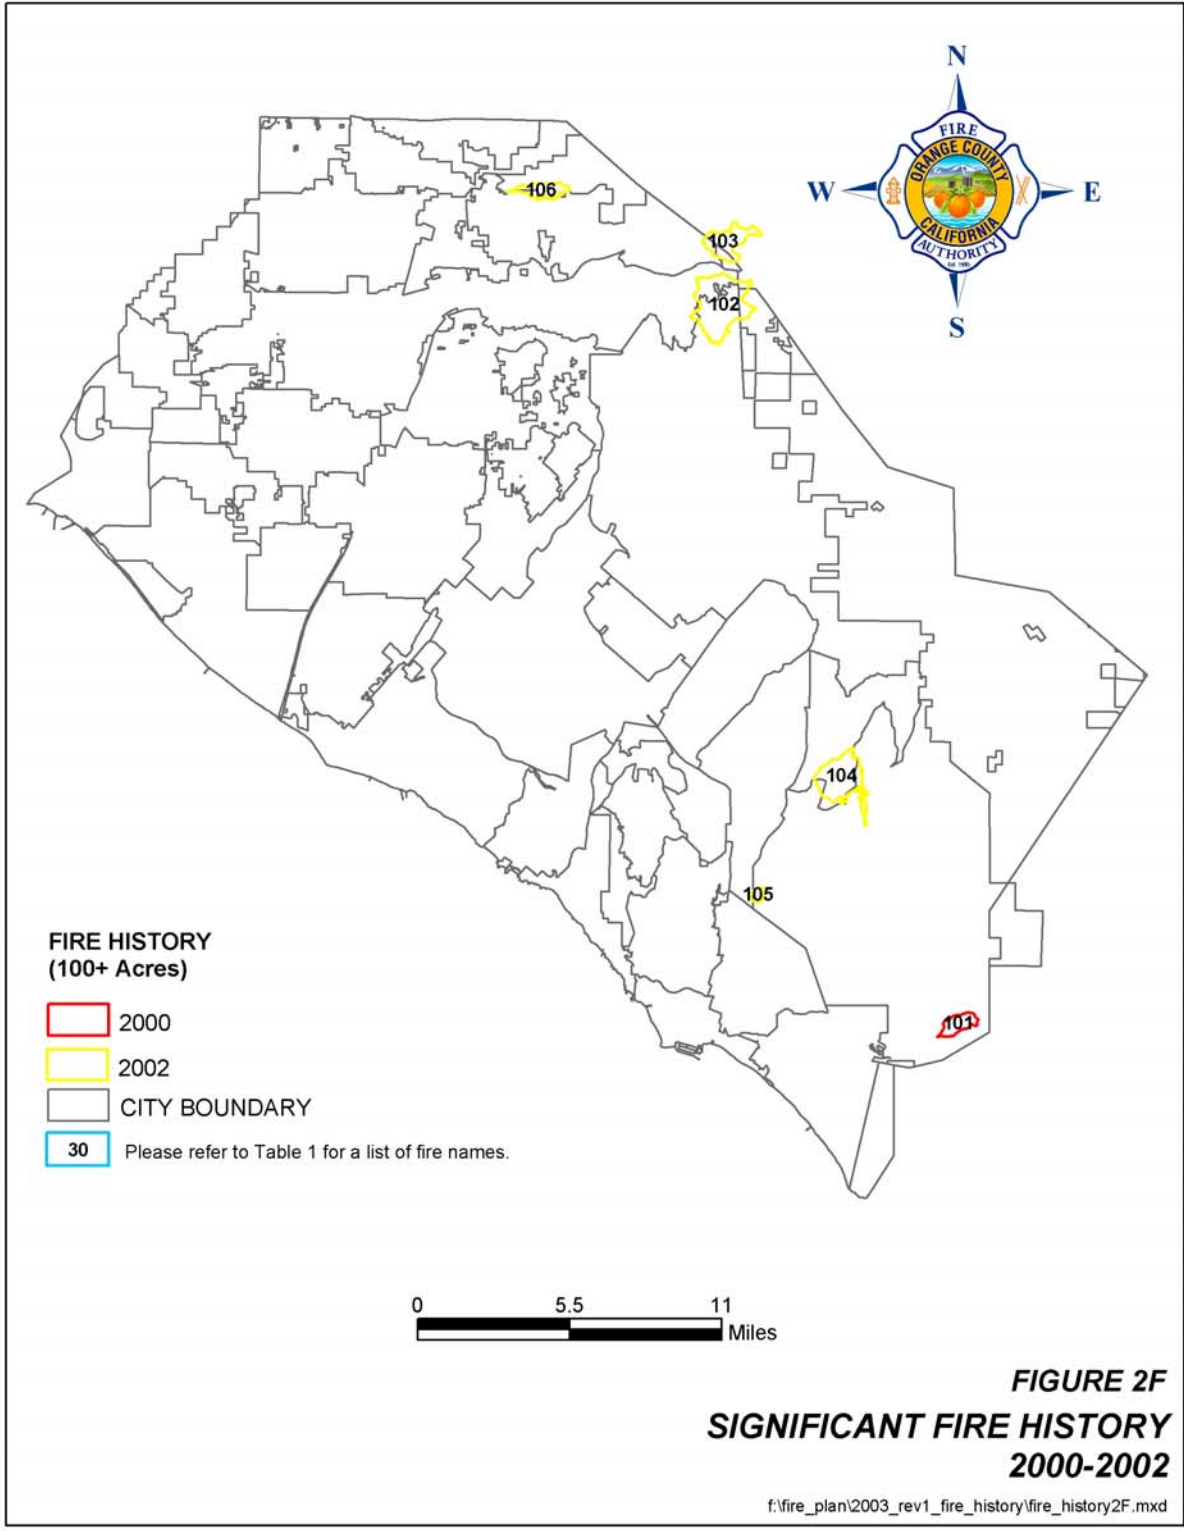 N
FIRE
ORANGE COUNTY
W
E
CALIFORNIA
AUTHORITY
S
106
103
102
104
105
101
FIRE HISTORY
(100+ Acres)
2000
2002
CITY BOUNDARY
30 Please refer to Table 1 for a list of fire names.
0 5.5 11
Miles
FIGURE 2F
SIGNIFICANT FIRE HISTORY
2000-2002
f:\fire_plan\2003_rev1_fire_history\fire_history2F.mxd